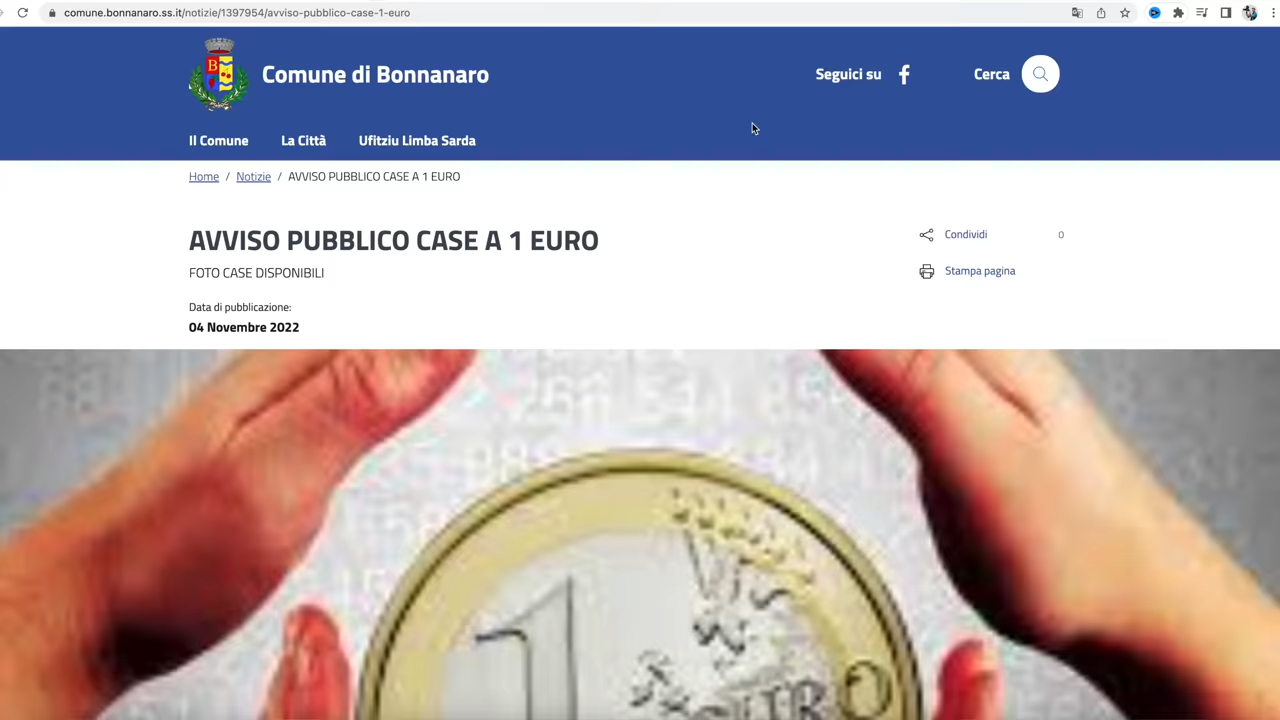 comune.bonnanaro.ss.it/notizie/1397954/avviso-pubblico-case-1-euro
Comune di Bonnanaro
Seguici su
Cerca
Il Comune
La Città
Ufitziu Limba Sarda
Home / Notizie / AVVISO PUBBLICO CASE A 1 EURO
AVVISO PUBBLICO CASE A 1 EURO
Condividi
0
FOTO CASE DISPONIBILI
Stampa pagina
Data di pubblicazione:
04 Novembre 2022
B
1
EURO